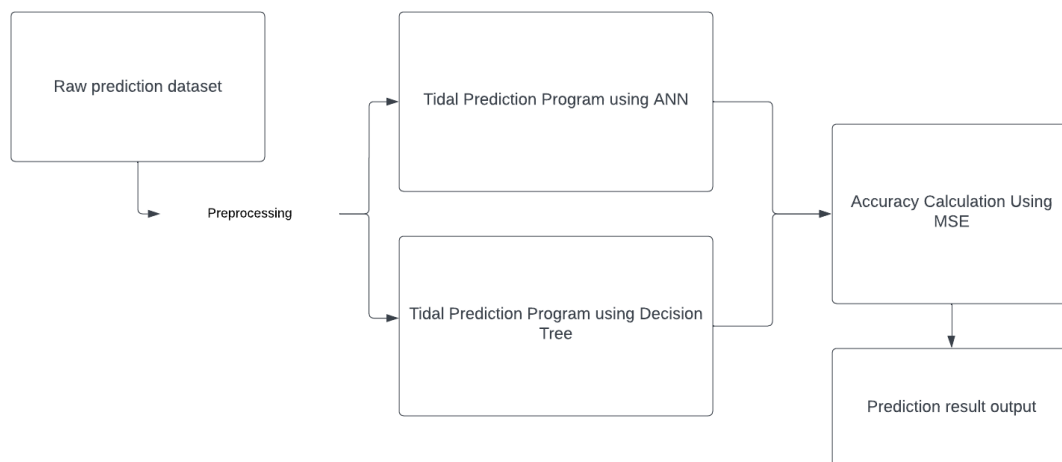 Raw prediction dataset
Preprocessing
Tidal Prediction Program using ANN
Tidal Prediction Program using Decision
Tree
Accuracy Calculation Using
MSE
Prediction result output